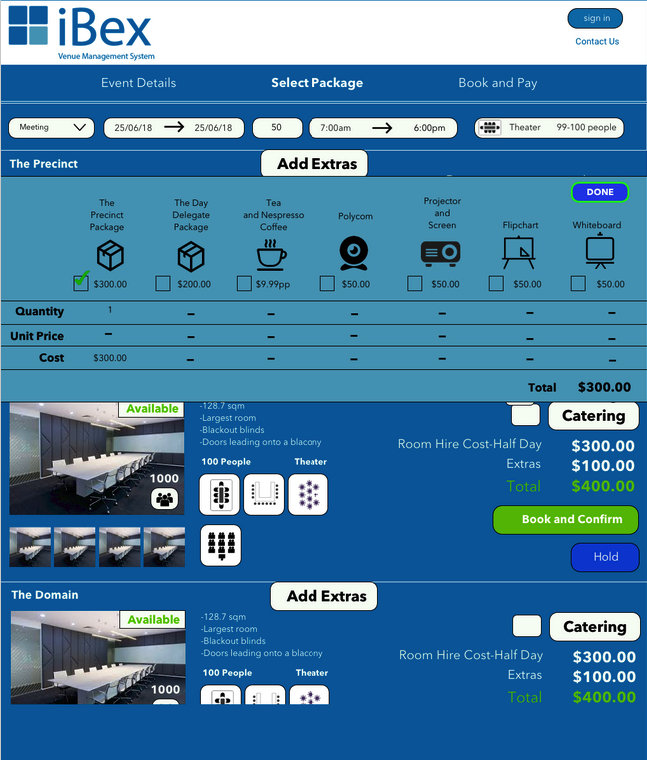 iBex
Venue Management System
sign in
Contact Us
Event Details
Select Package
Book and Pay
Meeting
25/06/18
25/06/18
50
7:00am
6:00pm
Theater
99-100 people
The Precinct
Add Extras
DONE
The
Precinct
Package
The Day
Delegate
Package
Tea
and Nespresso
Coffee
Polycom
Projector
and
Screen
Flipchart
Whiteboard
$300.00
$200.00
$9.99pp
$50.00
$50.00
$50.00
$50.00
Quantity 1 – – – – – –
Unit Price – – – – – – –
Cost $300.00 – – – – – –
Total $300.00
Available
-128.7 sqm
-Largest room
-Blackout blinds
-Doors leading onto a blacony
1000
100 People
Theater
Catering
Room Hire Cost-Half Day $300.00
Extras $100.00
Total $400.00
Book and Confirm
Hold
The Domain
Add Extras
Available
-128.7 sqm
-Largest room
-Blackout blinds
-Doors leading onto a blaccny
1000
100 People
Theater
Catering
Room Hire Cost-Half Day $300.00
Extras $100.00
Total $400.00